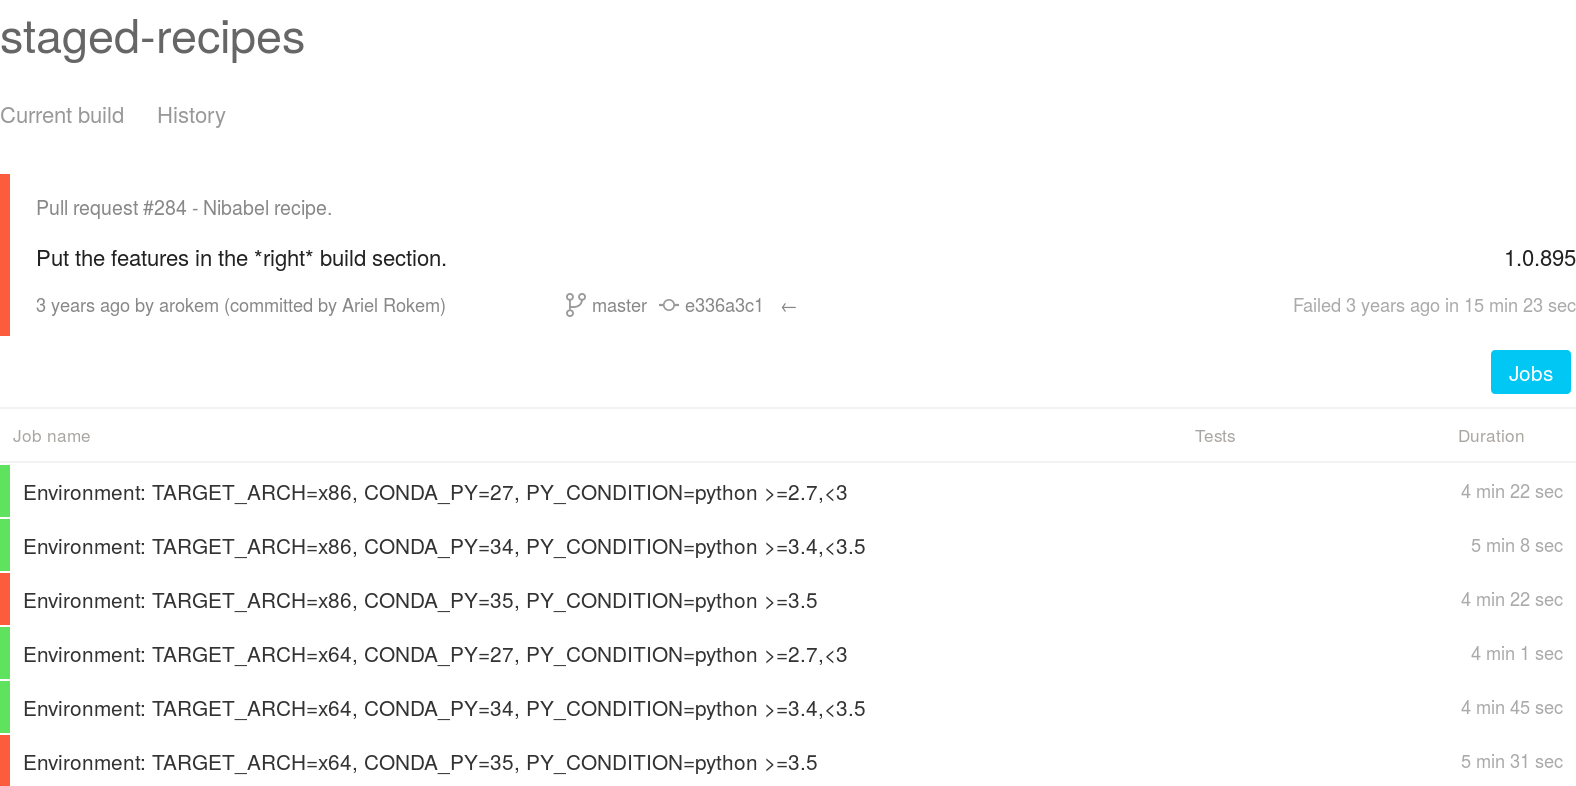 staged-recipes
Current build History
Pull request #284 - Nibabel recipe.
Put the features in the *right* build section. 1.0.895
3 years ago by arokem (committed by Ariel Rokem) master e336a3c1 ← Failed 3 years ago in 15 min 23 sec
Jobs
Job name Tests Duration
Environment: TARGET_ARCH=x86, CONDA_PY=27, PY_CONDITION=python >=2.7,<3 4 min 22 sec
Environment: TARGET_ARCH=x86, CONDA_PY=34, PY_CONDITION=python >=3.4,<3.5 5 min 8 sec
Environment: TARGET_ARCH=x86, CONDA_PY=35, PY_CONDITION=python >=3.5 4 min 22 sec
Environment: TARGET_ARCH=x64, CONDA_PY=27, PY_CONDITION=python >=2.7,<3 4 min 1 sec
Environment: TARGET_ARCH=x64, CONDA_PY=34, PY_CONDITION=python >=3.4,<3.5 4 min 45 sec
Environment: TARGET_ARCH=x64, CONDA_PY=35, PY_CONDITION=python >=3.5 5 min 31 sec